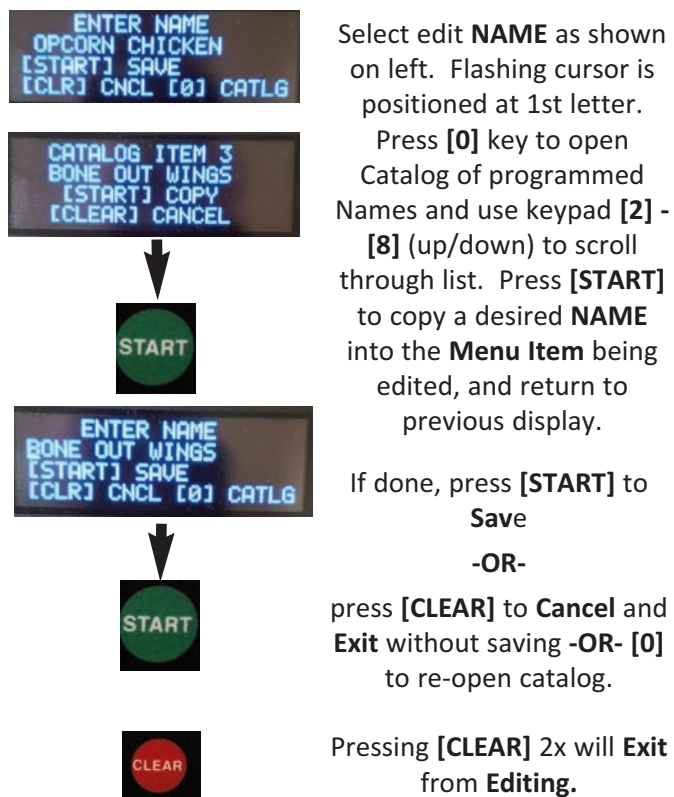 ENTER NAME
OPCORN CHICKEN
[START] SAVE
[CLR] CNCL [0] CATLG
Select edit NAME as shown
on left. Flashing cursor is
positioned at 1st letter.
Press [0] key to open
Catalog of programmed
Names and use keypad [2] -
[8] (up/down) to scroll
through list. Press [START]
to copy a desired NAME
into the Menu Item being
edited, and return to
previous display.
CATALOG ITEM 3
BONE OUT WINGS
[START] COPY
[CLEAR] CANCEL
START
ENTER NAME
BONE OUT WINGS
[START] SAVE
[CLR] CNCL [0] CATLG
If done, press [START] to
Save
-OR-
press [CLEAR] to Cancel and
Exit without saving -OR- [0]
to re-open catalog.
START
CLEAR
Pressing [CLEAR] 2x will Exit
from Editing.